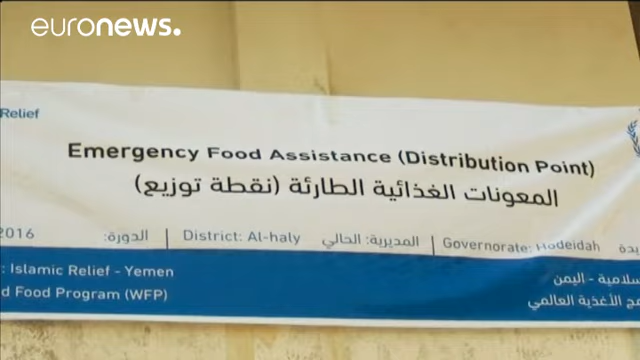 euronews.
Relief
Emergency Food Assistance (Distribution Point)
المعونات الغذائية الطارئة (نقطة توزيع)
2016 الدورة: | District: Al-haly المديرية: الحالي | Governorate: Hodeidah
: Islamic Relief - Yemen
d Food Program (WFP)
سلامية - اليمن
مج الأغذية العالمي